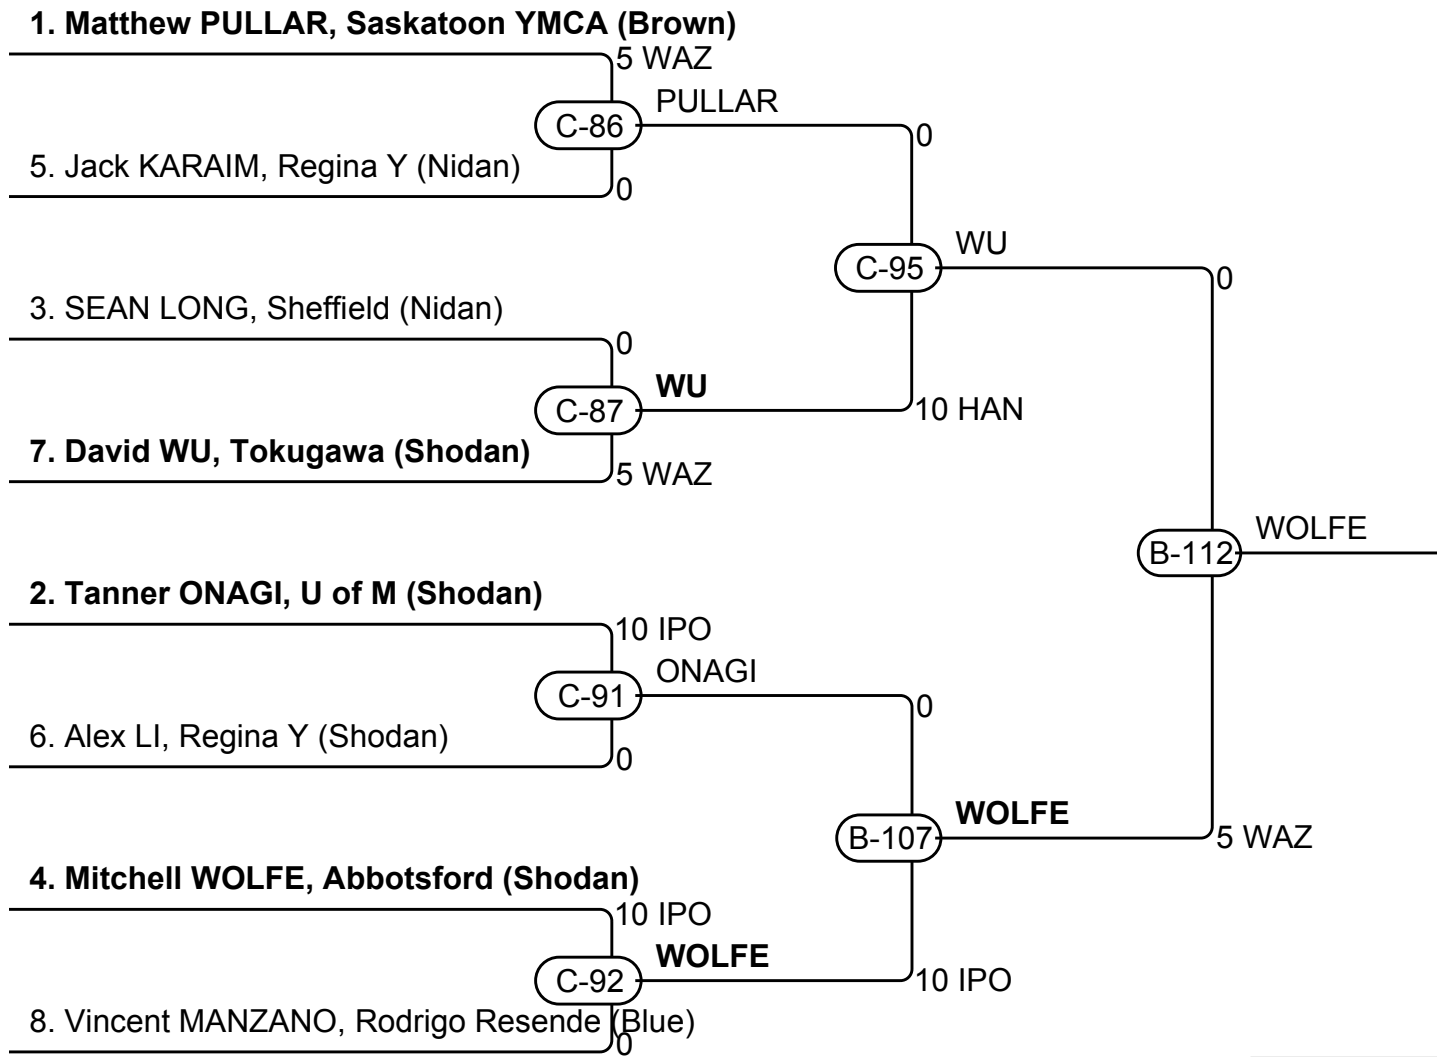 1. Matthew PULLAR, Saskatoon YMCA (Brown)
5 WAZ
PULLAR
C-86
0
5. Jack KARAIM, Regina Y (Nidan)
0
WU
C-95
0
3. SEAN LONG, Sheffield (Nidan)
0
WU
C-87
10 HAN
7. David WU, Tokugawa (Shodan)
5 WAZ
WOLFE
B-112
2. Tanner ONAGI, U of M (Shodan)
10 IPO
ONAGI
C-91
0
6. Alex LI, Regina Y (Shodan)
0
WOLFE
B-107
5 WAZ
4. Mitchell WOLFE, Abbotsford (Shodan)
10 IPO
WOLFE
C-92
10 IPO
8. Vincent MANZANO, Rodrigo Resende (Blue)
0